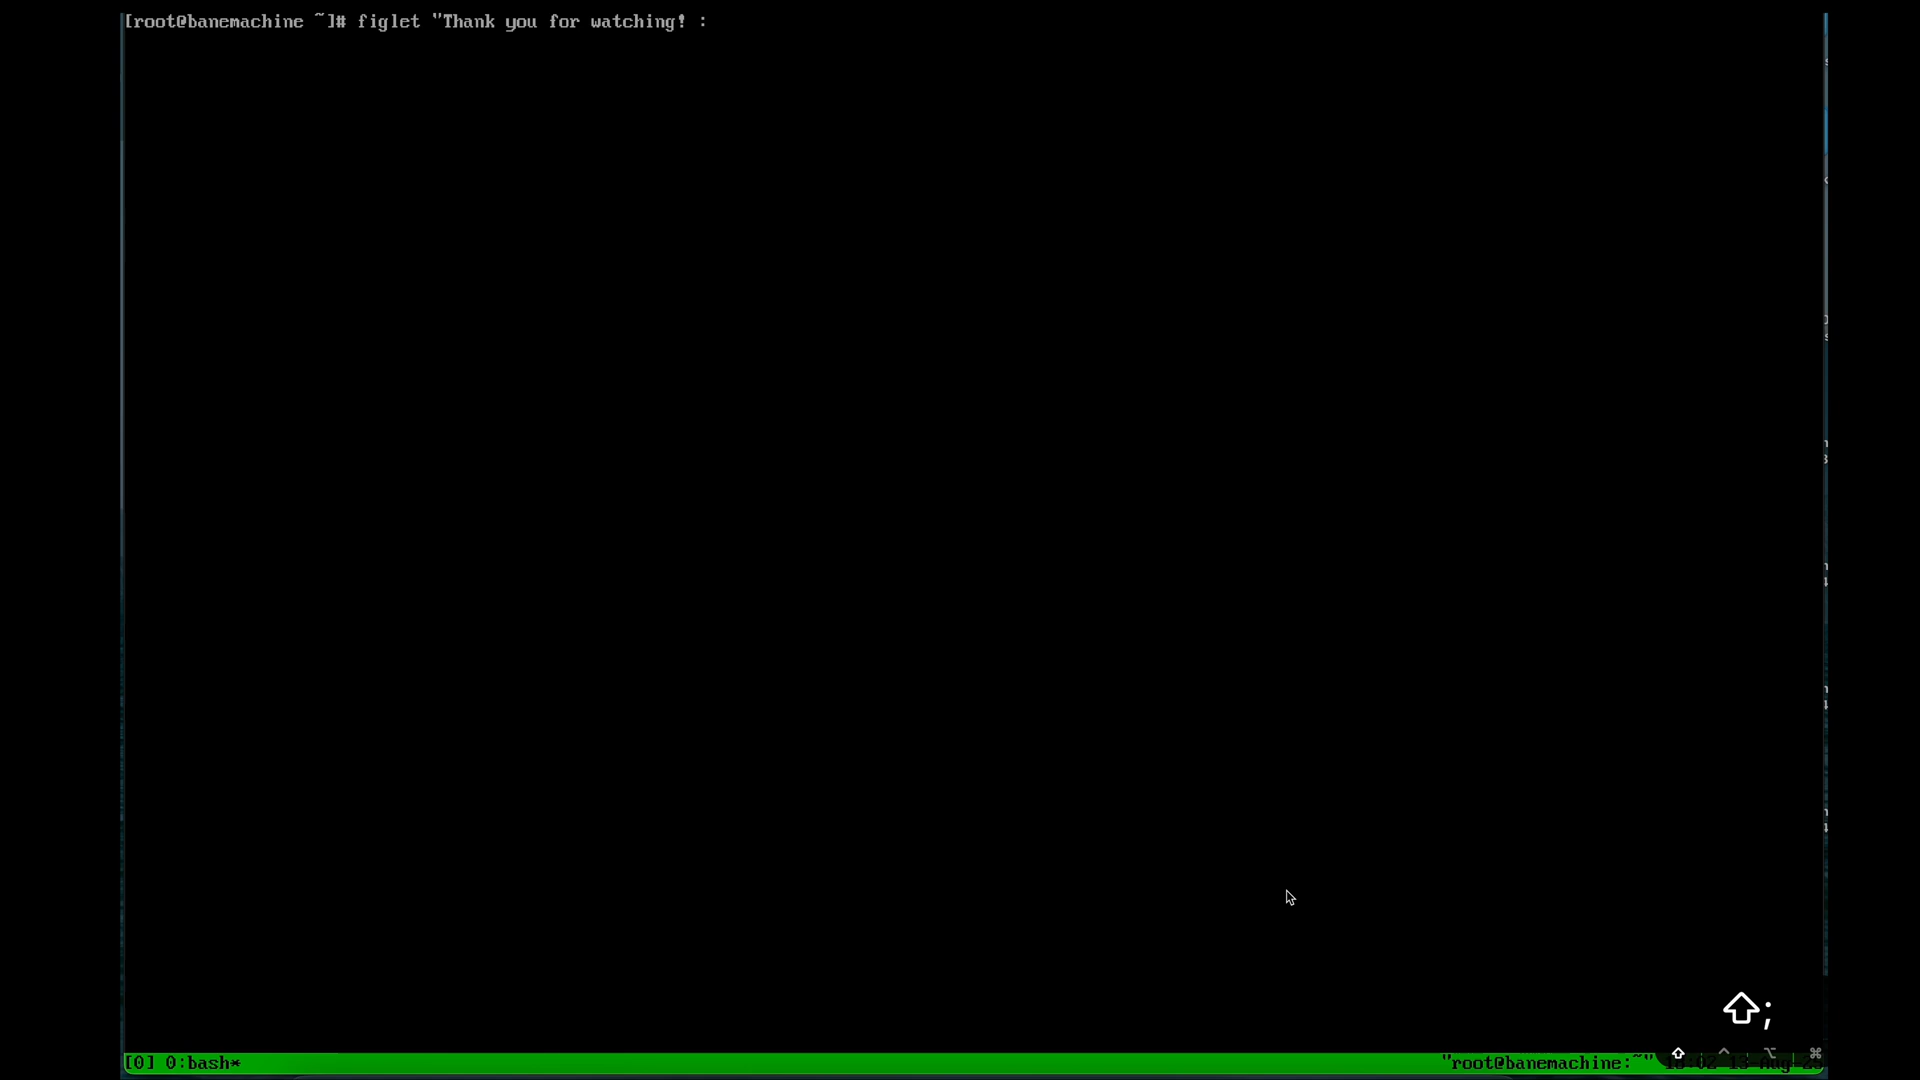 [root@banemachine ~]# figlet "Thank you for watching! :
⇧;
[0] 0:bash* "root@banemachine:~"
⇧ ^ ⌥ ⌘